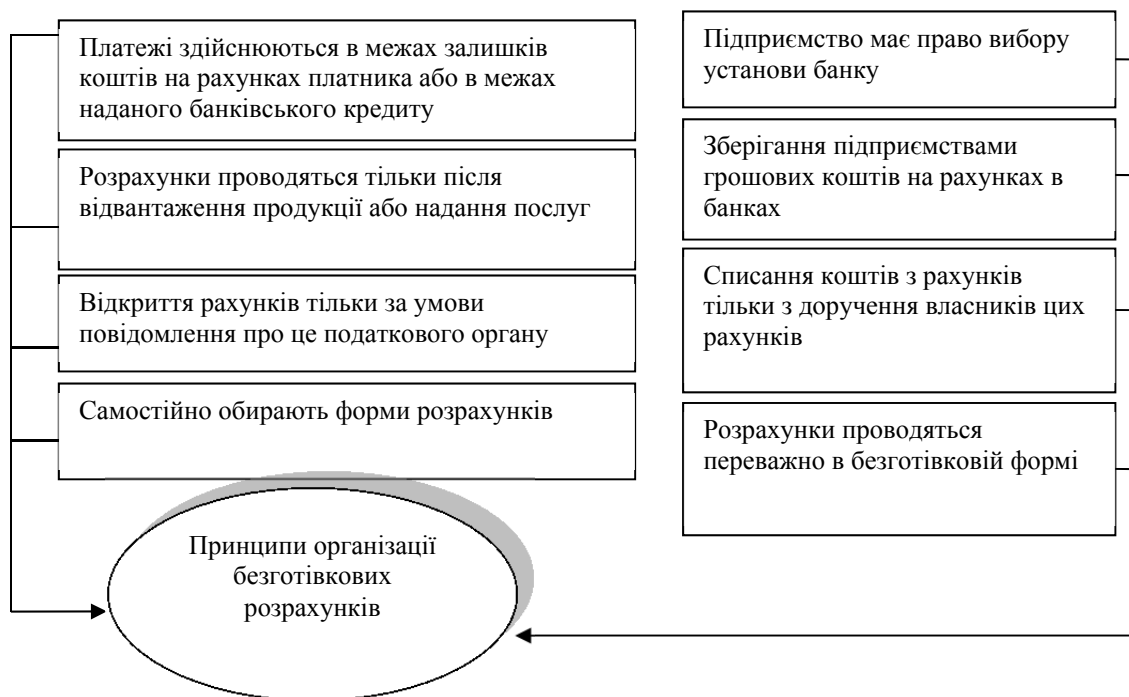 Платежі здійснюються в межах залишків
коштів на рахунках платника або в межах
наданого банківського кредиту
Розрахунки проводяться тільки після
відвантаження продукції або надання послуг
Відкриття рахунків тільки за умови
повідомлення про це податкового органу
Самостійно обирають форми розрахунків
Підприємство має право вибору
установи банку
Зберігання підприємствами
грошових коштів на рахунках в
банках
Списання коштів з рахунків
тільки з доручення власників цих
рахунків
Розрахунки проводяться
переважно в безготівковій формі
Принципи організації
безготівкових
розрахунків